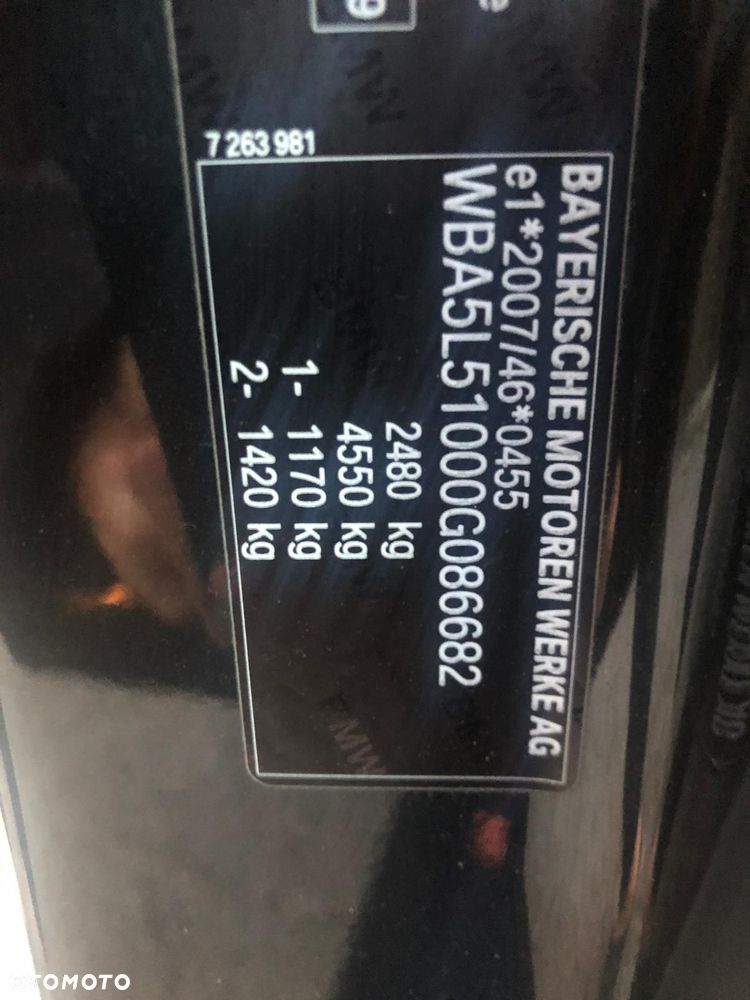 7 263 981
BAYERISCHE MOTOREN WERKE AG
e1*2007/46*0455
WBA5L51000G086682
2480 kg
4550 kg
1- 1170 kg
2- 1420 kg
BMW
OTOMOTO